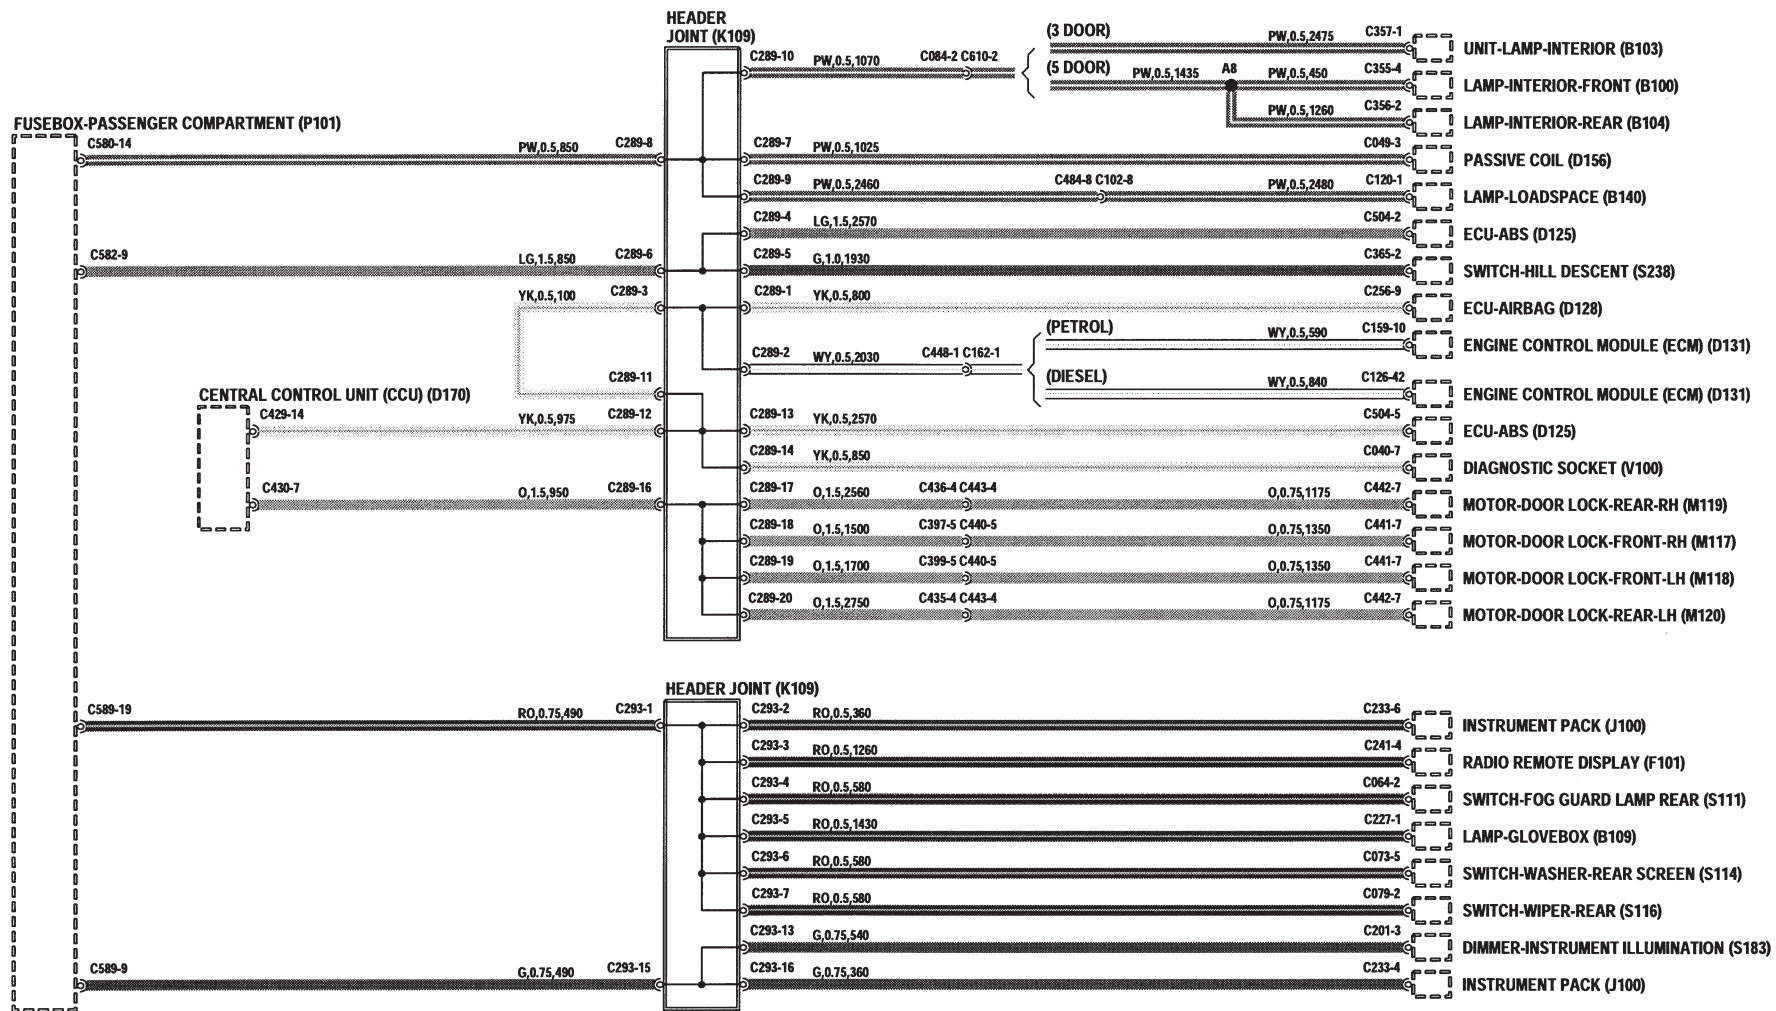 HEADER
JOINT (K109)
C289-10 PW,0.5,1070 C084-2 C610-2 (3 DOOR) PW,0.5,2475 C357-1 UNIT-LAMP-INTERIOR (B103)
(5 DOOR) PW,0.5,1435 A8 PW,0.5,450 C355-4 LAMP-INTERIOR-FRONT (B100)
PW,0.5,1260 C356-2 LAMP-INTERIOR-REAR (B104)
FUSEBOX-PASSENGER COMPARTMENT (P101)
C580-14 PW,0.5,850 C289-8 C289-7 PW,0.5,1025 C049-3 PASSIVE COIL (D156)
C289-9 PW,0.5,2460 C484-8 C102-8 PW,0.5,2480 C120-1 LAMP-LOADSPACE (B140)
C289-4 LG,1.5,2570 C504-2 ECU-ABS (D125)
C582-9 LG,1.5,850 C289-6 C289-5 G,1.0,1930 C365-2 SWITCH-HILL DESCENT (S238)
YK,0.5,100 C289-3 C289-1 YK,0.5,800 C256-9 ECU-AIRBAG (D128)
(PETROL) WY,0.5,590 C159-10 ENGINE CONTROL MODULE (ECM) (D131)
C289-2 WY,0.5,2030 C448-1 C162-1
C289-11 (DIESEL) WY,0.5,840 C126-42 ENGINE CONTROL MODULE (ECM) (D131)
CENTRAL CONTROL UNIT (CCU) (D170)
C429-14 YK,0.5,975 C289-12 C289-13 YK,0.5,2570 C504-5 ECU-ABS (D125)
C289-14 YK,0.5,850 C040-7 DIAGNOSTIC SOCKET (V100)
C430-7 O,1.5,950 C289-16 C289-17 O,1.5,2560 C436-4 C443-4 O,0.75,1175 C442-7 MOTOR-DOOR LOCK-REAR-RH (M119)
C289-18 O,1.5,1500 C397-5 C440-5 O,0.75,1350 C441-7 MOTOR-DOOR LOCK-FRONT-RH (M117)
C289-19 O,1.5,1700 C399-5 C440-5 O,0.75,1350 C441-7 MOTOR-DOOR LOCK-FRONT-LH (M118)
C289-20 O,1.5,2750 C435-4 C443-4 O,0.75,1175 C442-7 MOTOR-DOOR LOCK-REAR-LH (M120)
HEADER JOINT (K109)
C589-19 RO,0.75,490 C293-1 C293-2 RO,0.5,360 C233-6 INSTRUMENT PACK (J100)
C293-3 RO,0.5,1260 C241-4 RADIO REMOTE DISPLAY (F101)
C293-4 RO,0.5,580 C064-2 SWITCH-FOG GUARD LAMP REAR (S111)
C293-5 RO,0.5,1430 C227-1 LAMP-GLOVEBOX (B109)
C293-6 RO,0.5,580 C073-5 SWITCH-WASHER-REAR SCREEN (S114)
C293-7 RO,0.5,580 C079-2 SWITCH-WIPER-REAR (S116)
C293-13 G,0.75,540 C201-3 DIMMER-INSTRUMENT ILLUMINATION (S183)
C589-9 G,0.75,490 C293-15 C293-16 G,0.75,360 C233-4 INSTRUMENT PACK (J100)